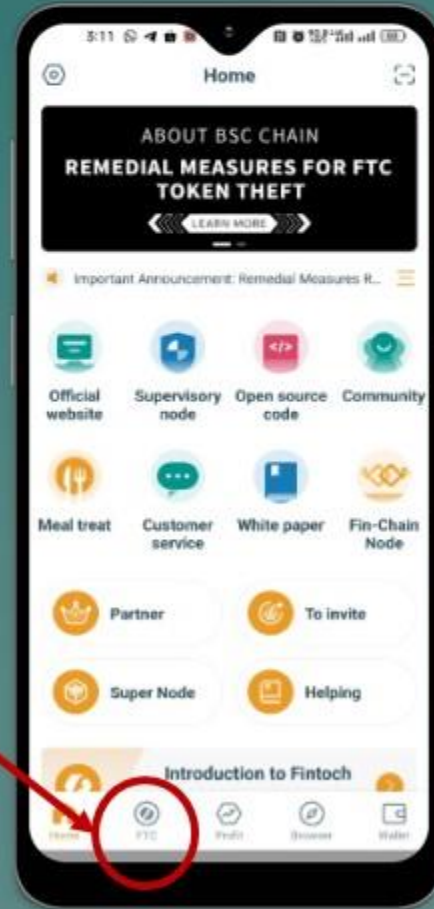 3:11
Home
ABOUT BSC CHAIN
REMEDIAL MEASURES FOR FTC
TOKEN THEFT
LEARN MORE
Important Announcement: Remedial Measures R...
Official
website
Supervisory
node
Open source
code
Community
Meal treat
Customer
service
White paper
Fin-Chain
Node
Partner
To invite
Super Node
Helping
Introduction to Fintoch
Home
FTC
Profit
Browser
Wallet